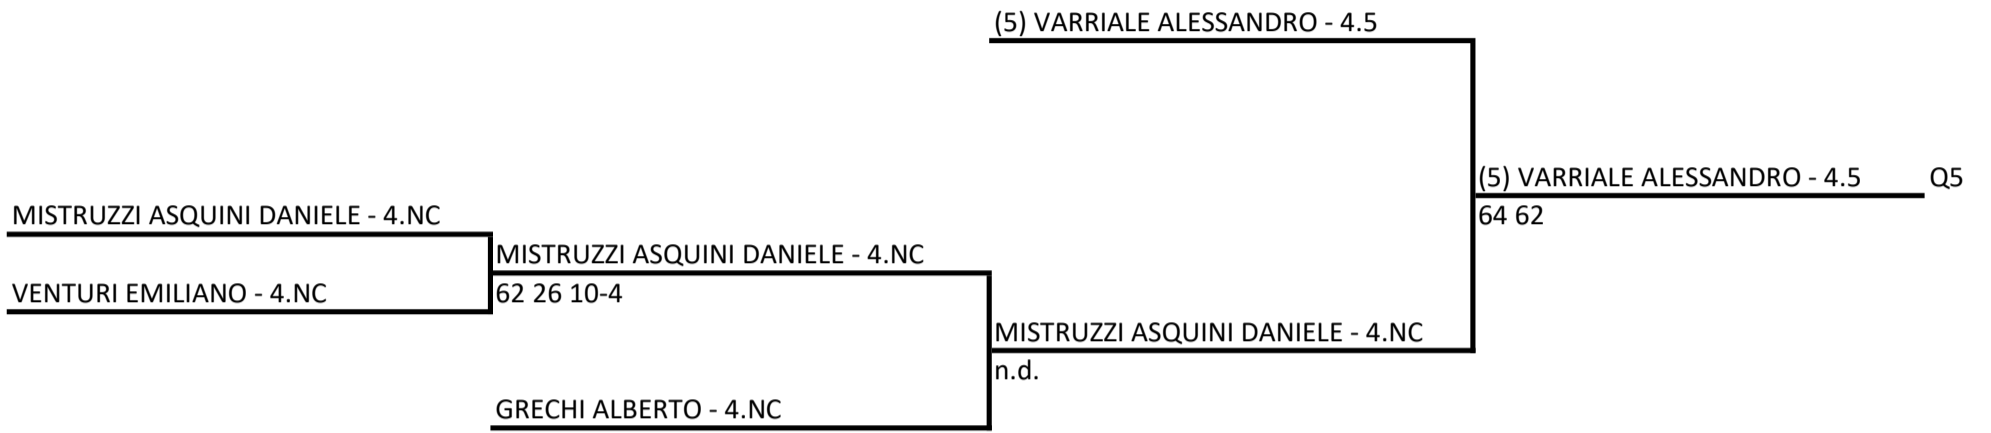 (5) VARRIALE ALESSANDRO - 4.5
(5) VARRIALE ALESSANDRO - 4.5 Q5
64 62
MISTRUZZI ASQUINI DANIELE - 4.NC
MISTRUZZI ASQUINI DANIELE - 4.NC
VENTURI EMILIANO - 4.NC
62 26 10-4
MISTRUZZI ASQUINI DANIELE - 4.NC
n.d.
GRECHI ALBERTO - 4.NC